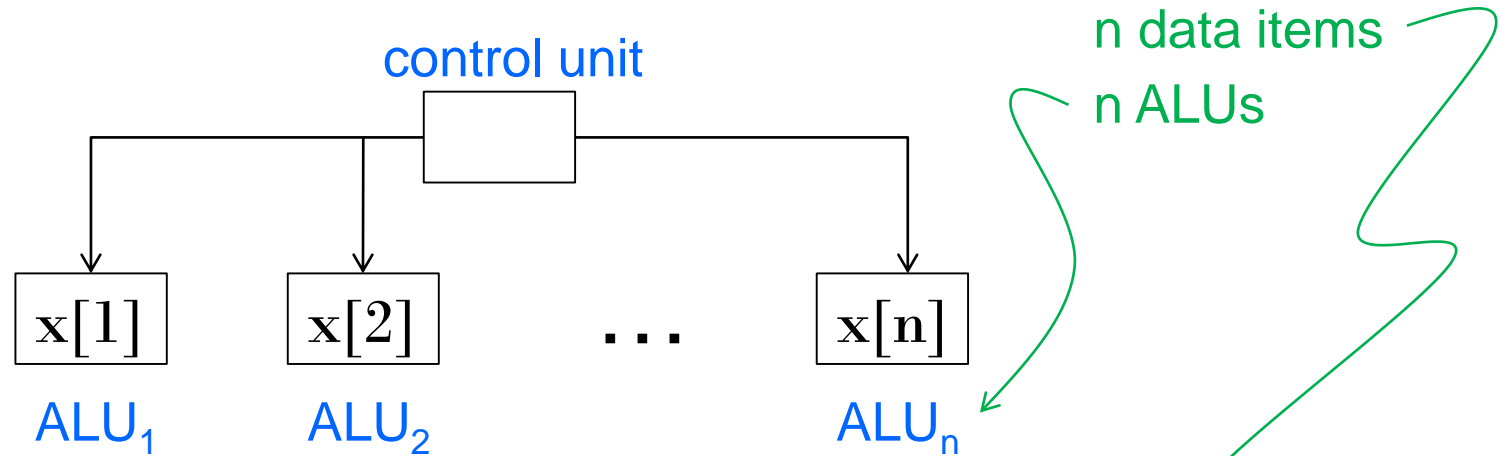 n data items
control unit
n ALUs
x[1] x[2] ... x[n]
ALU₁ ALU₂ ALUₙ